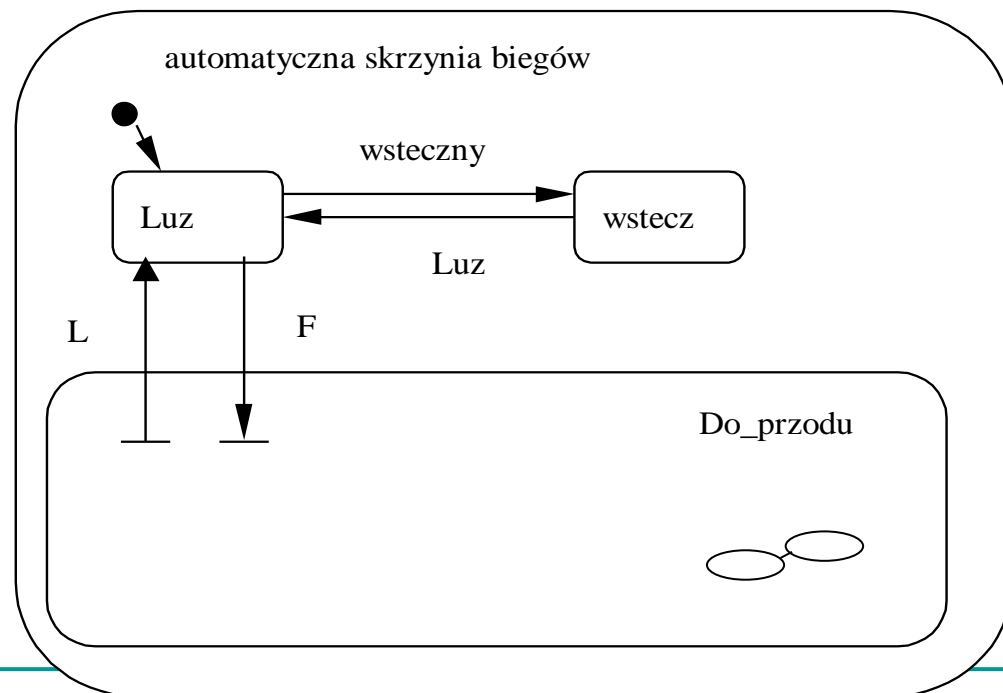 automatyczna skrzynia biegów
wsteczny
Luz
wstecz
Luz
L
F
Do_przodu